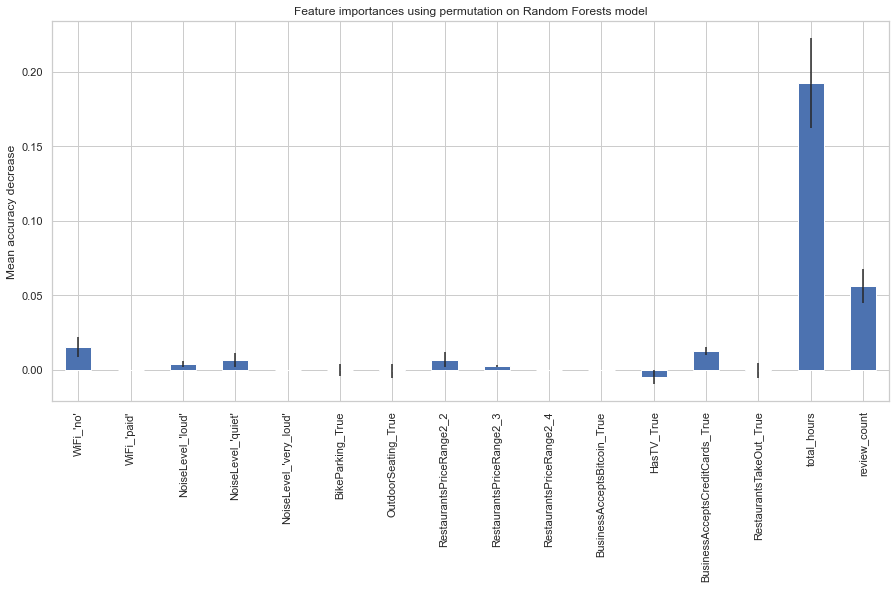 Feature importances using permutation on Random Forests model
Mean accuracy decrease
0.20
0.15
0.10
0.05
0.00
WiFi_'no'
WiFi_'paid'
NoiseLevel_'loud'
NoiseLevel_'quiet'
NoiseLevel_'very_loud'
BikeParking_True
OutdoorSeating_True
RestaurantsPriceRange2_2
RestaurantsPriceRange2_3
RestaurantsPriceRange2_4
BusinessAcceptsBitcoin_True
HasTV_True
BusinessAcceptsCreditCards_True
RestaurantsTakeOut_True
total_hours
review_count